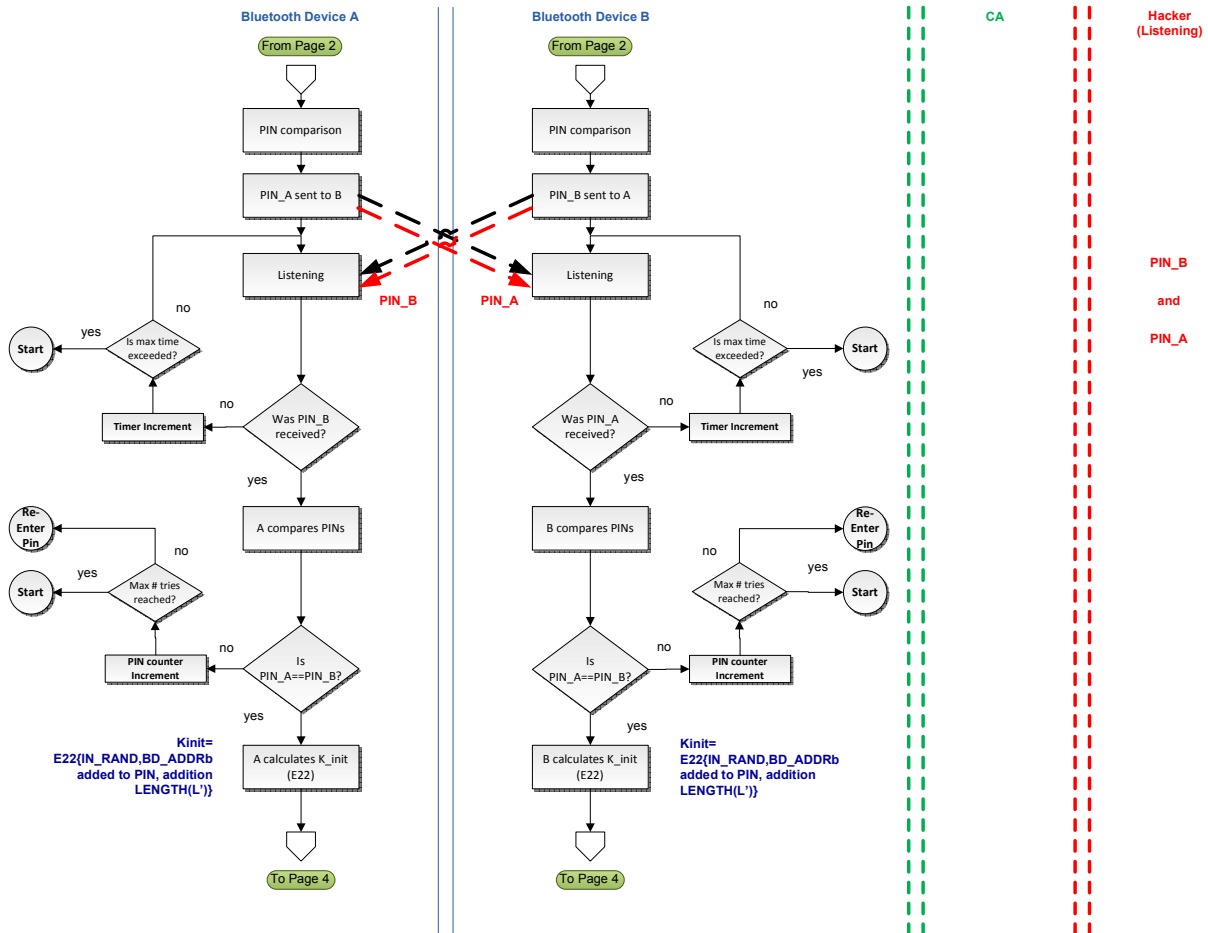 Bluetooth Device A
Bluetooth Device B
CA
Hacker
(Listening)
From Page 2
From Page 2
PIN comparison
PIN comparison
PIN_A sent to B
PIN_B sent to A
Listening
Listening
PIN_B
PIN_A
PIN_B
and
PIN_A
no
no
yes
Start
Is max time
exceeded?
Is max time
exceeded?
Start
yes
no
no
Timer Increment
Was PIN_B
received?
Was PIN_A
received?
Timer Increment
yes
yes
Re-
Enter
Pin
A compares PINs
B compares PINs
Re-
Enter
Pin
no
no
yes
yes
Start
Max # tries
reached?
Max # tries
reached?
Start
no
no
PIN counter
Increment
Is
PIN_A==PIN_B?
Is
PIN_A==PIN_B?
PIN counter
Increment
yes
yes
Kinit=
E22{IN_RAND,BD_ADDRb
added to PIN, addition
LENGTH(L’)}
A calculates K_init
(E22)
B calculates K_init
(E22)
Kinit=
E22{IN_RAND,BD_ADDRb
added to PIN, addition
LENGTH(L’)}
To Page 4
To Page 4